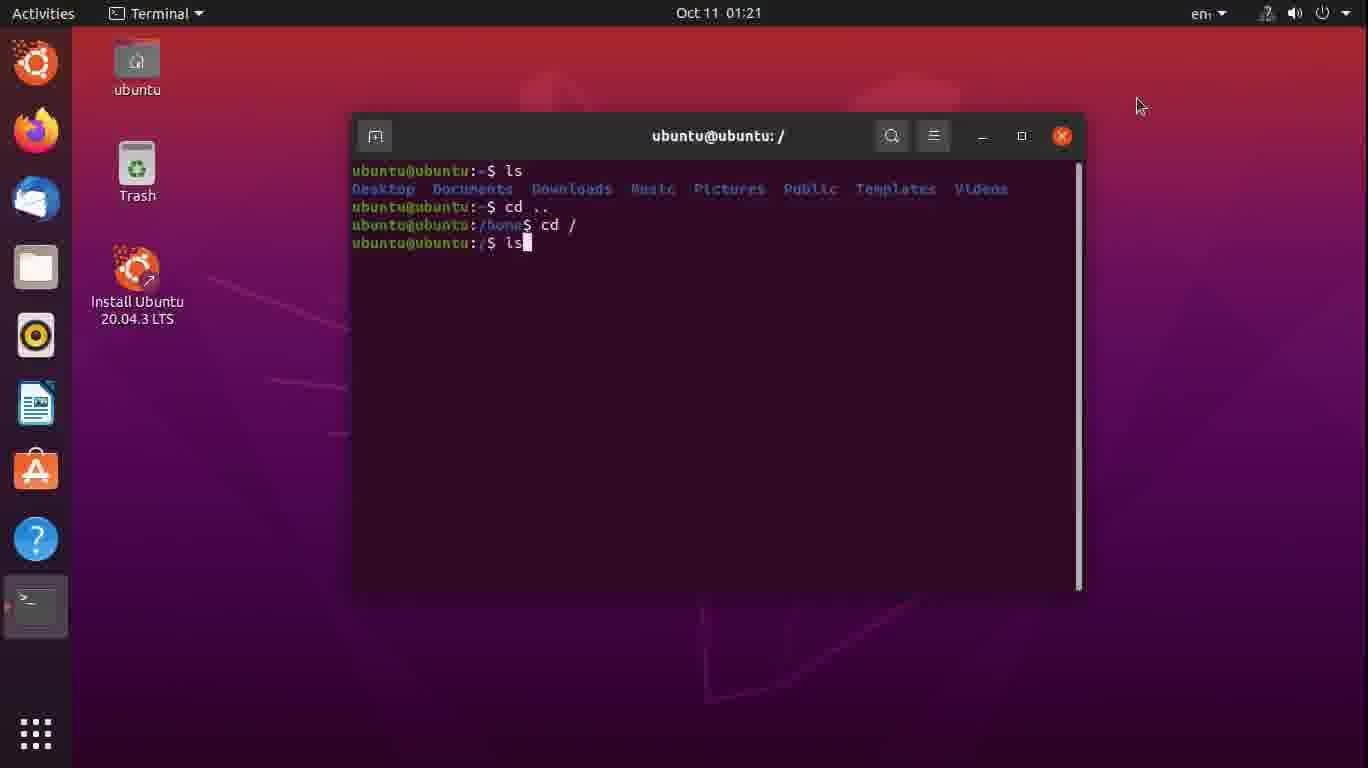 Activities
Terminal
Oct 11 01:21
en₁
ubuntu
Trash
Install Ubuntu
20.04.3 LTS
ubuntu@ubuntu: /
ubuntu@ubuntu:~$ ls
Desktop Documents Downloads Music Pictures Public Templates Videos
ubuntu@ubuntu:~$ cd ..
ubuntu@ubuntu:/home$ cd /
ubuntu@ubuntu:/$ ls